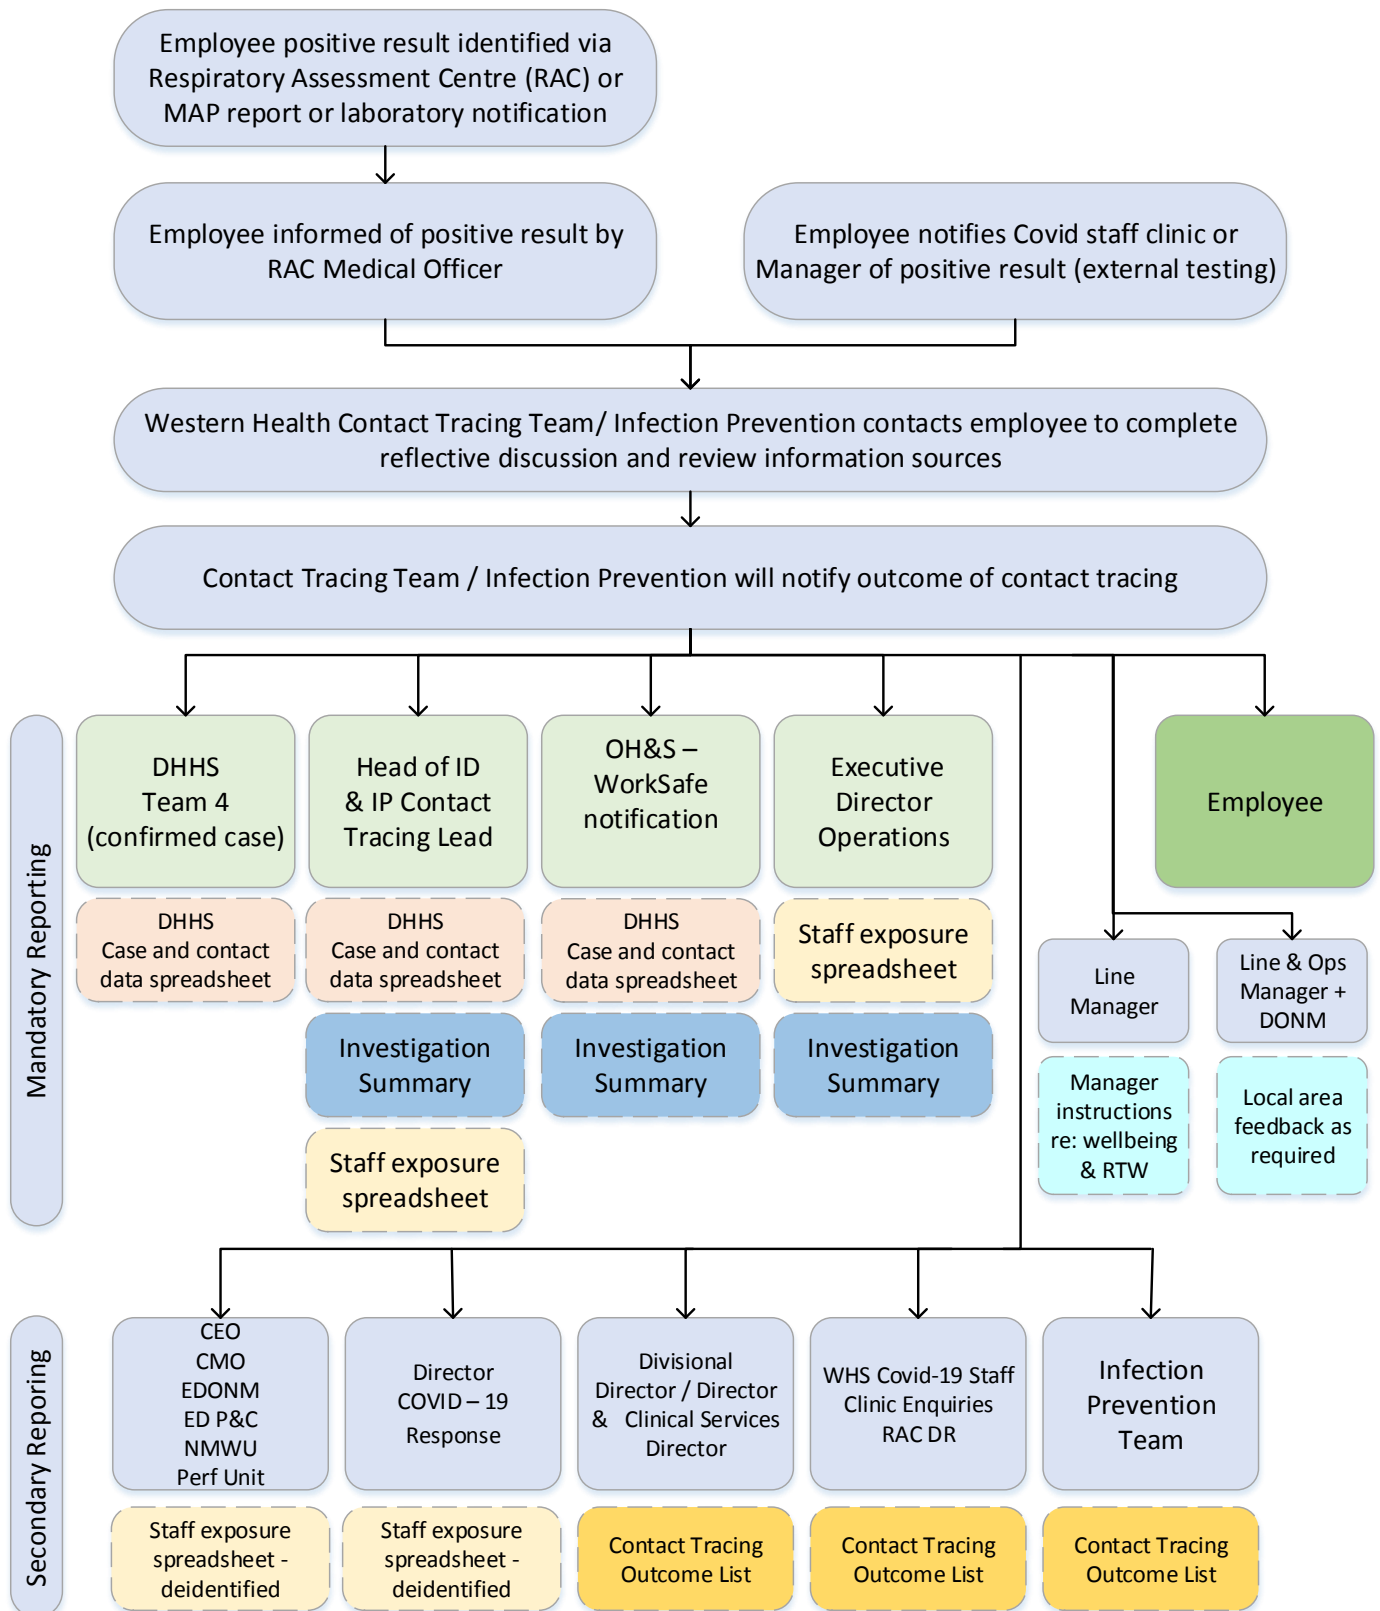 Employee positive result identified via
Respiratory Assessment Centre (RAC) or
MAP report or laboratory notification
Employee informed of positive result by
RAC Medical Officer
Employee notifies Covid staff clinic or
Manager of positive result (external testing)
Western Health Contact Tracing Team/ Infection Prevention contacts employee to complete
reflective discussion and review information sources
Contact Tracing Team / Infection Prevention will notify outcome of contact tracing
Mandatory Reporting
DHHS
Team 4
(confirmed case)
Head of ID
& IP Contact
Tracing Lead
OH&S –
WorkSafe
notification
Executive
Director
Operations
Employee
DHHS
Case and contact
data spreadsheet
DHHS
Case and contact
data spreadsheet
DHHS
Case and contact
data spreadsheet
Staff exposure
spreadsheet
Line
Manager
Line & Ops
Manager +
DONM
Investigation
Summary
Investigation
Summary
Investigation
Summary
Manager
instructions
re: wellbeing
& RTW
Local area
feedback as
required
Staff exposure
spreadsheet
Secondary Reporing
CEO
CMO
EDONM
ED P&C
NMWU
Perf Unit
Director
COVID – 19
Response
Divisional
Director / Director
& Clinical Services
Director
WHS Covid-19 Staff
Clinic Enquiries
RAC DR
Infection
Prevention
Team
Staff exposure
spreadsheet -
deidentified
Staff exposure
spreadsheet -
deidentified
Contact Tracing
Outcome List
Contact Tracing
Outcome List
Contact Tracing
Outcome List